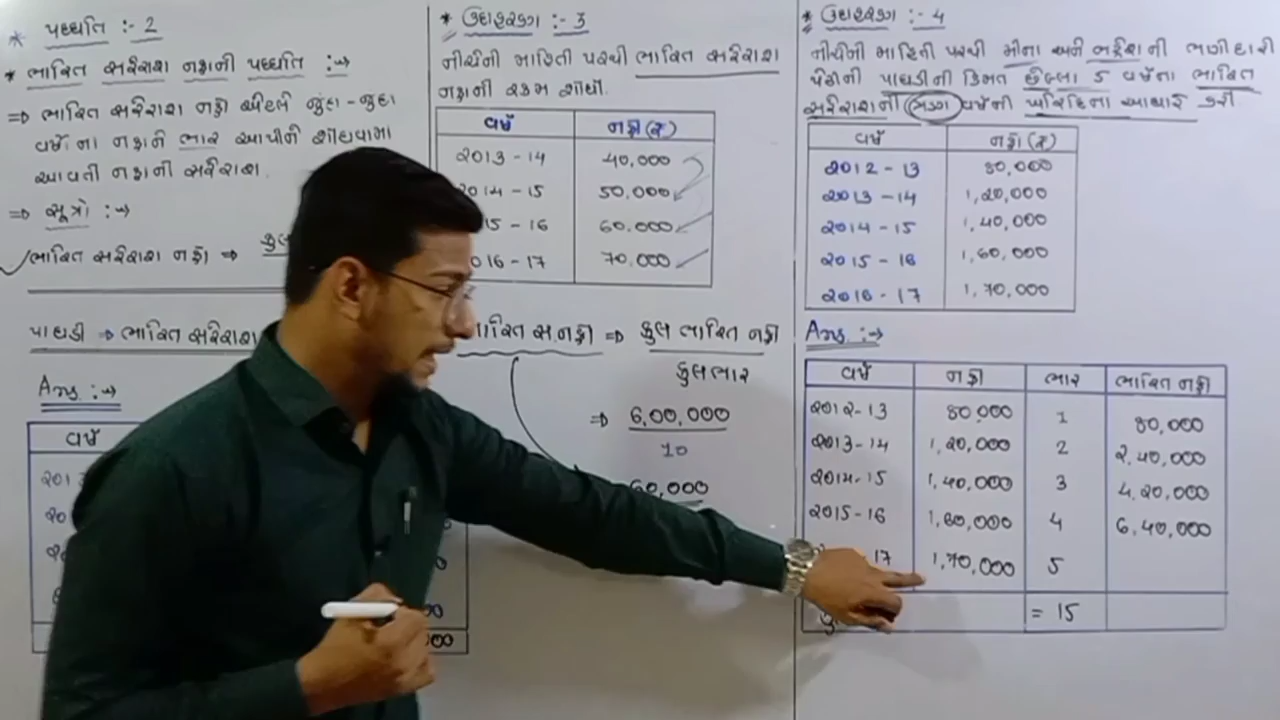 * પધ્ધતિ :- 2
* ભારિત સરેરાશ નફાની પધ્ધતિ :→
⇒ ભારિત સરેરાશ નફો એટલે જુદા-જુદા
વર્ષોના નફાને ભાર આપીને શોધવામાં
આવતી નફાની સરેરાશ.
⇒ સૂત્રો :→
ભારિત સરેરાશ નફો ⇒ કુલ
પાઘડી ⇒ ભારિત સરેરાશ
Ans :→
વર્ષ
201
20
* ઉદાહરણ :- 3
નીચેની માહિતી પરથી ભારિત સરેરાશ
નફાની રકમ શોધો.
વર્ષ નફો (₹)
2013-14 40,000
2014-15 50,000
15-16 60,000
016-17 70,000
ભારિત સ.નફો ⇒ કુલ ભારિત નફો
કુલ ભાર
⇒ 6,00,000
10
60,000
* ઉદાહરણ :- 4
નીચેની માહિતી પરથી મીના અને નરેશની ભાગીદારી
પેઢીની પાઘડીની કિંમત છેલ્લા 5 વર્ષના ભારિત
સરેરાશની ત્રણ વર્ષની ખરીદીના આધારે કરો
વર્ષ નફો (₹)
2012-13 80,000
2013-14 1,20,000
2014-15 1,40,000
2015-16 1,60,000
2016-17 1,70,000
Ans :→
વર્ષ નફો ભાર ભારિત નફો
2012-13 80,000 1 80,000
2013-14 1,20,000 2 2,40,000
2014-15 1,40,000 3 4,20,000
2015-16 1,60,000 4 6,40,000
17 1,70,000 5
= 15